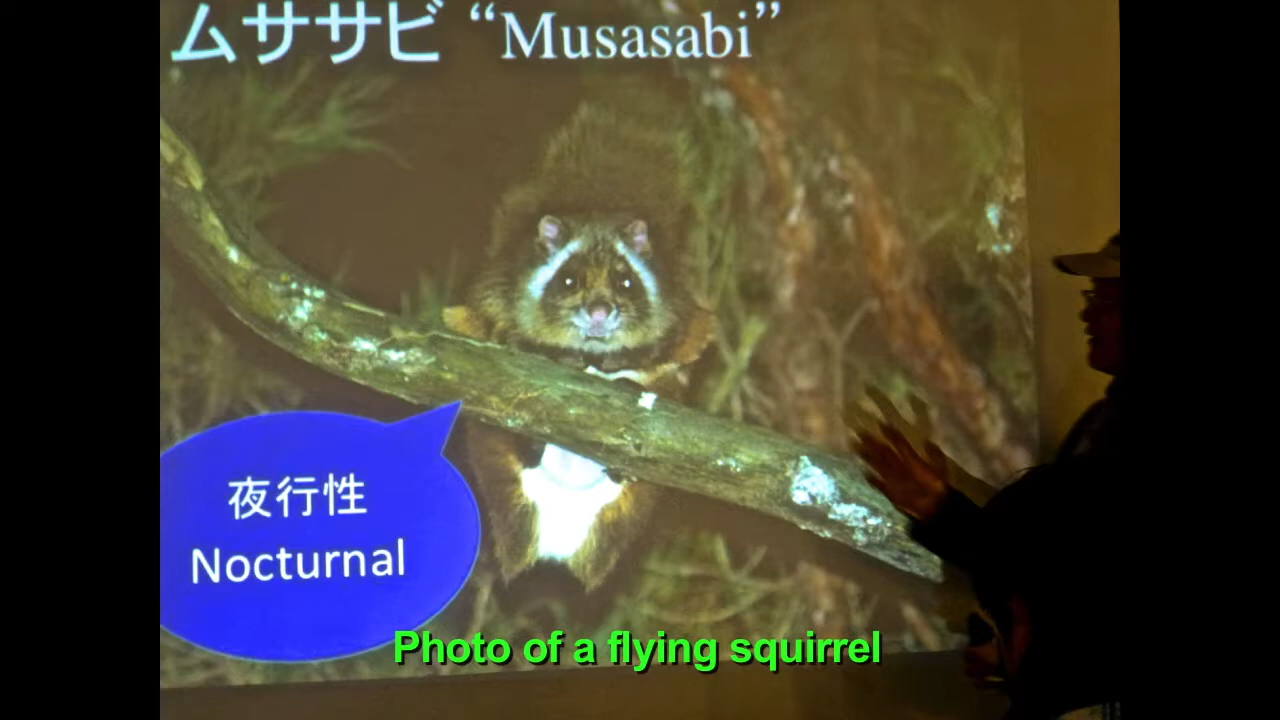 ムササビ “Musasabi”
夜行性
Nocturnal
Photo of a flying squirrel